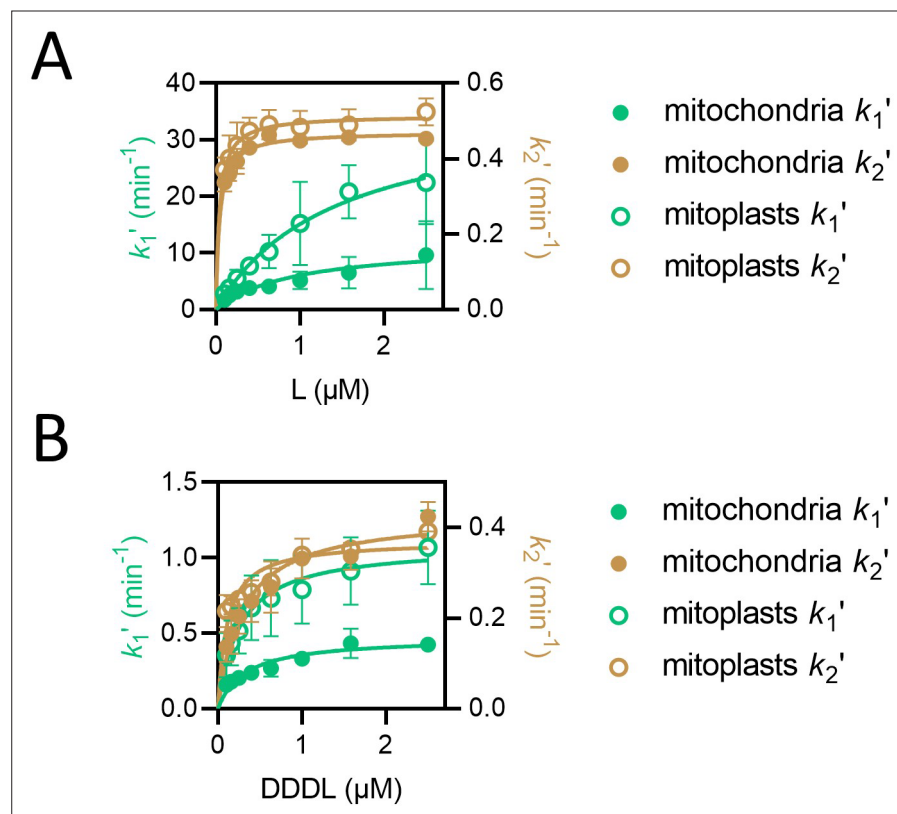 A
40
30
20
10
0
k₁' (min⁻¹)
0.6
0.4
0.2
0.0
k₂' (min⁻¹)
0 1 2
L (µM)
mitochondria k₁'
mitochondria k₂'
mitoplasts k₁'
mitoplasts k₂'
B
1.5
1.0
0.5
0.0
k₁' (min⁻¹)
0.4
0.2
0.0
k₂' (min⁻¹)
0 1 2
DDDL (µM)
mitochondria k₁'
mitochondria k₂'
mitoplasts k₁'
mitoplasts k₂'